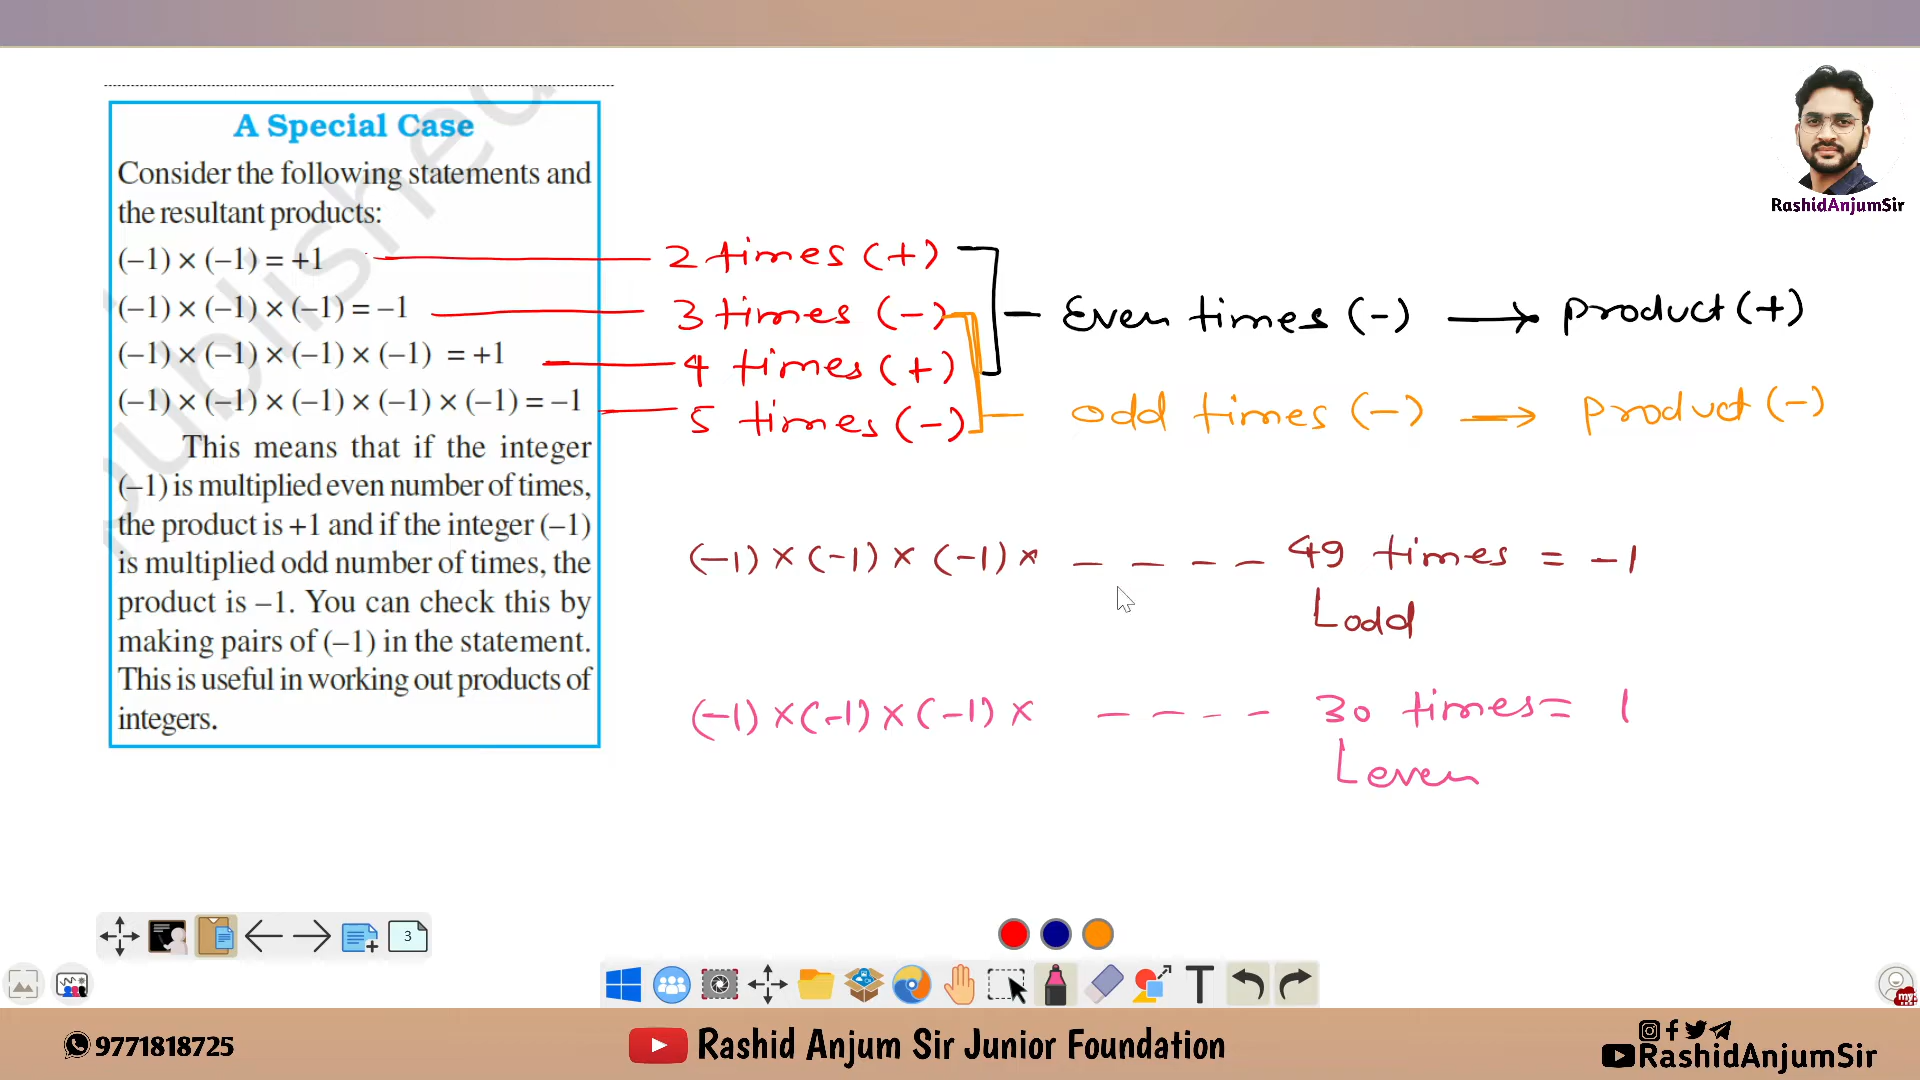 A Special Case
Consider the following statements and
the resultant products:
(–1) × (–1) = +1
(–1) × (–1) × (–1) = –1
(–1) × (–1) × (–1) × (–1) = +1
(–1) × (–1) × (–1) × (–1) × (–1) = –1
This means that if the integer
(–1) is multiplied even number of times,
the product is +1 and if the integer (–1)
is multiplied odd number of times, the
product is –1. You can check this by
making pairs of (–1) in the statement.
This is useful in working out products of
integers.
published
RashidAnjumSir
2 times (+)
3 times (-)
4 times (+)
5 times (-)
Even times (-) → product (+)
odd times (-) → product (-)
(-1) × (-1) × (-1) × _ _ _ _ 49 times = -1
odd
(-1) × (-1) × (-1) × _ _ _ _ 30 times = 1
even
3
9771818725
Rashid Anjum Sir Junior Foundation
RashidAnjumSir